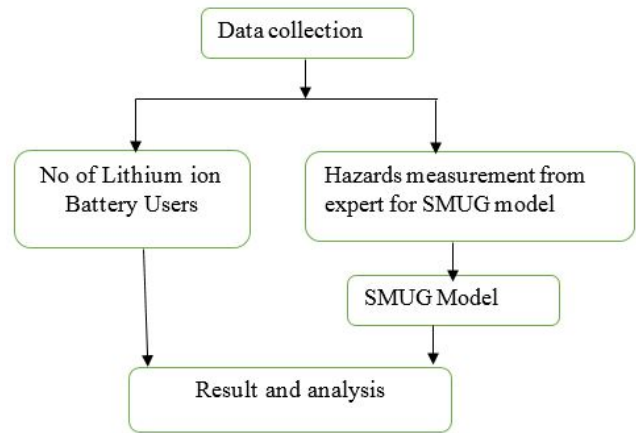 Data collection
No of Lithium ion
Battery Users
Hazards measurement from
expert for SMUG model
SMUG Model
Result and analysis